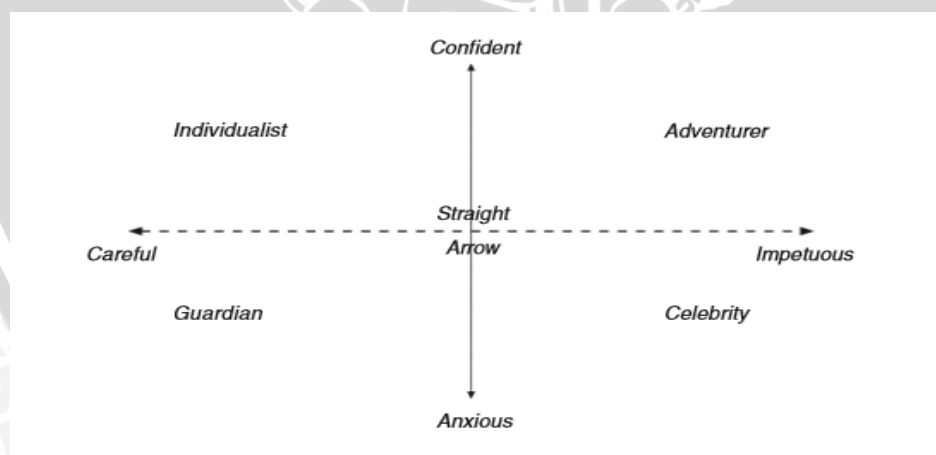 Confident
Individualist
Adventurer
Straight
Arrow
Careful
Impetuous
Guardian
Celebrity
Anxious